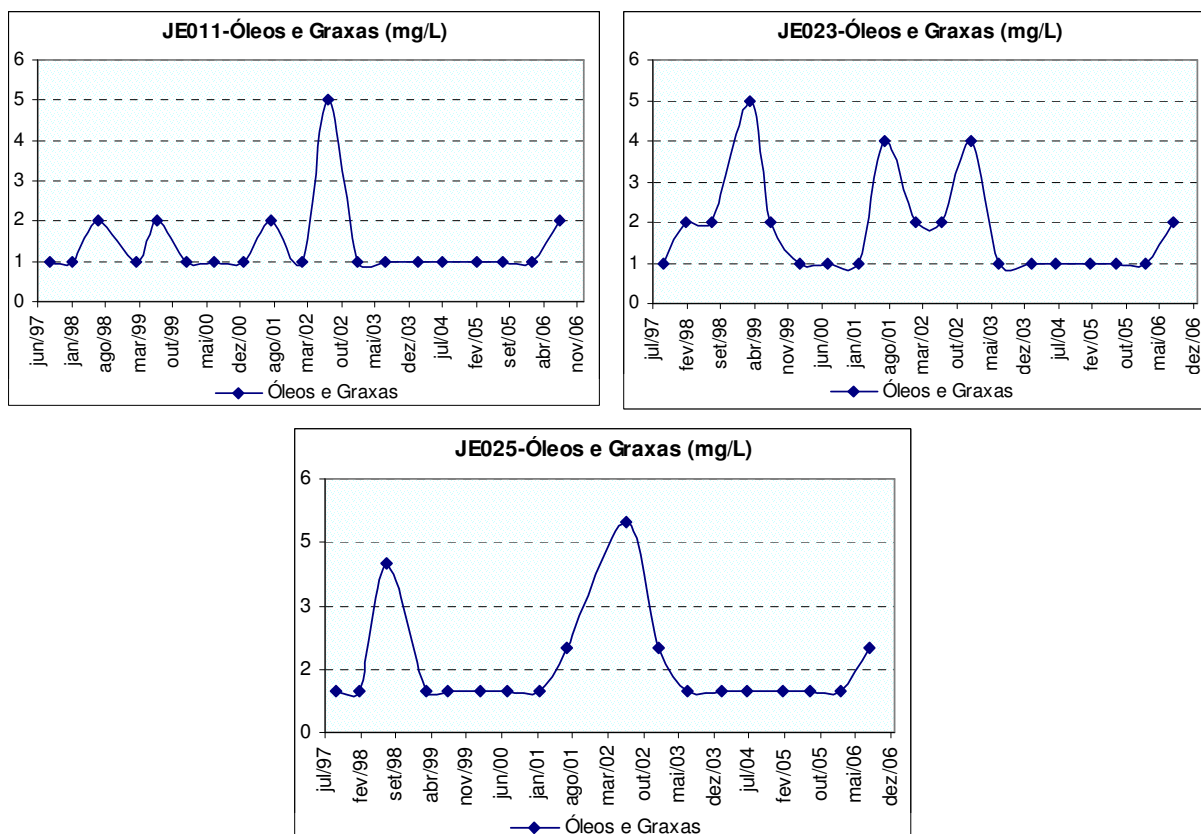 JE011-Óleos e Graxas (mg/L)
6
5
4
3
2
1
0
jun/97
jan/98
ago/98
mar/99
out/99
mai/00
dez/00
ago/01
mar/02
out/02
mai/03
dez/03
jul/04
fev/05
set/05
abr/06
nov/06
Óleos e Graxas
JE023-Óleos e Graxas (mg/L)
6
5
4
3
2
1
0
jul/97
fev/98
set/98
abr/99
nov/99
jun/00
jan/01
ago/01
mar/02
out/02
mai/03
dez/03
jul/04
fev/05
out/05
mai/06
dez/06
Óleos e Graxas
JE025-Óleos e Graxas (mg/L)
6
5
3
2
0
jul/97
fev/98
set/98
abr/99
nov/99
jun/00
jan/01
ago/01
mar/02
out/02
mai/03
dez/03
jul/04
fev/05
out/05
mai/06
dez/06
Óleos e Graxas